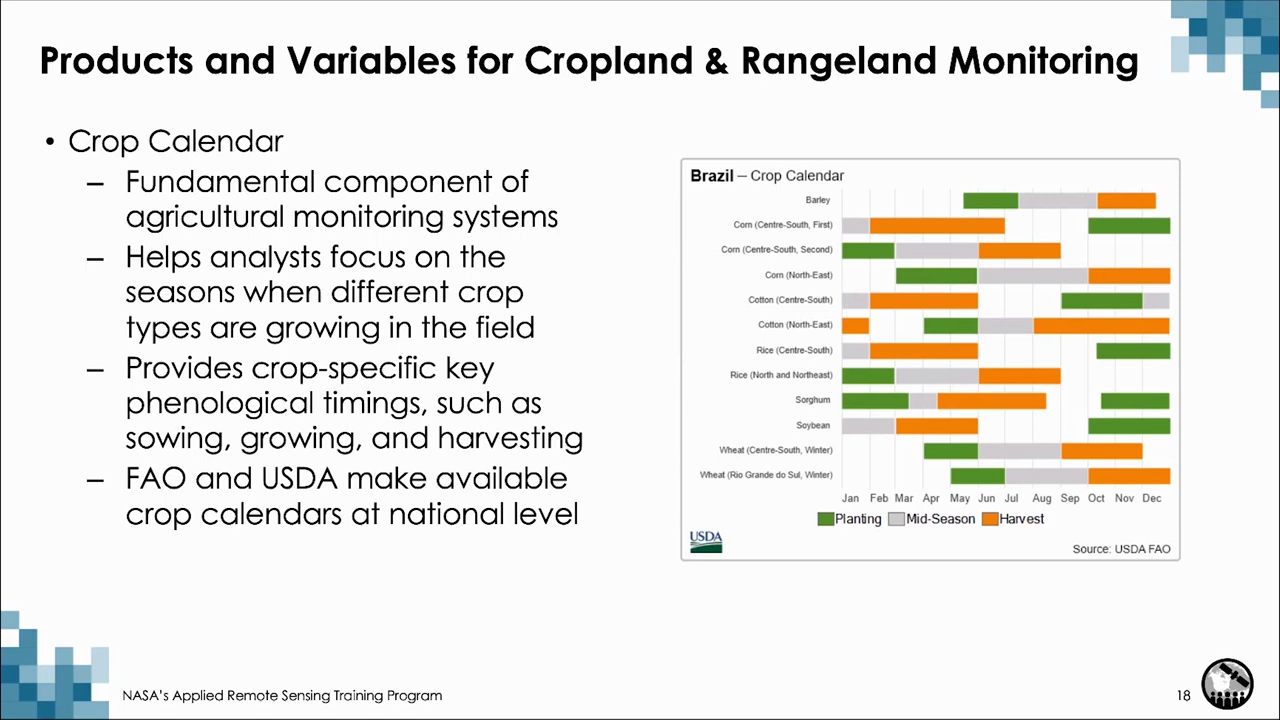 Products and Variables for Cropland & Rangeland Monitoring
• Crop Calendar
– Fundamental component of
agricultural monitoring systems
– Helps analysts focus on the
seasons when different crop
types are growing in the field
– Provides crop-specific key
phenological timings, such as
sowing, growing, and harvesting
– FAO and USDA make available
crop calendars at national level
Brazil – Crop Calendar
Barley
Corn (Centre-South, First)
Corn (Centre-South, Second)
Corn (North-East)
Cotton (Centre-South)
Cotton (North-East)
Rice (Centre-South)
Rice (North and Northeast)
Sorghum
Soybean
Wheat (Centre-South, Winter)
Wheat (Rio Grande do Sul, Winter)
Jan Feb Mar Apr May Jun Jul Aug Sep Oct Nov Dec
Planting Mid-Season Harvest
USDA
Source: USDA FAO
NASA's Applied Remote Sensing Training Program
18